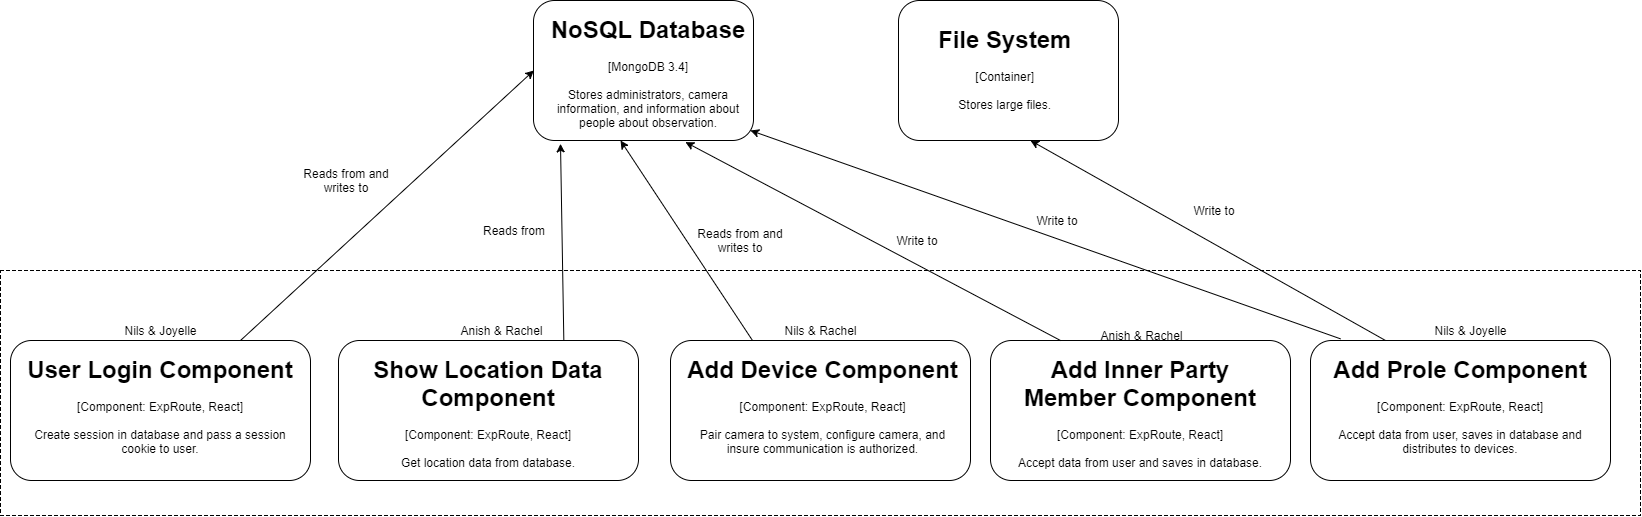 NoSQL Database
[MongoDB 3.4]
Stores administrators, camera
information, and information about
people about observation.
File System
[Container]
Stores large files.
Reads from and
writes to
Reads from
Reads from and
writes to
Write to
Write to
Write to
Nils & Joyelle
User Login Component
[Component: ExpRoute, React]
Create session in database and pass a session
cookie to user.
Anish & Rachel
Show Location Data
Component
[Component: ExpRoute, React]
Get location data from database.
Nils & Rachel
Add Device Component
[Component: ExpRoute, React]
Pair camera to system, configure camera, and
insure communication is authorized.
Anish & Rachel
Add Inner Party
Member Component
[Component: ExpRoute, React]
Accept data from user and saves in database.
Nils & Joyelle
Add Prole Component
[Component: ExpRoute, React]
Accept data from user, saves in database and
distributes to devices.